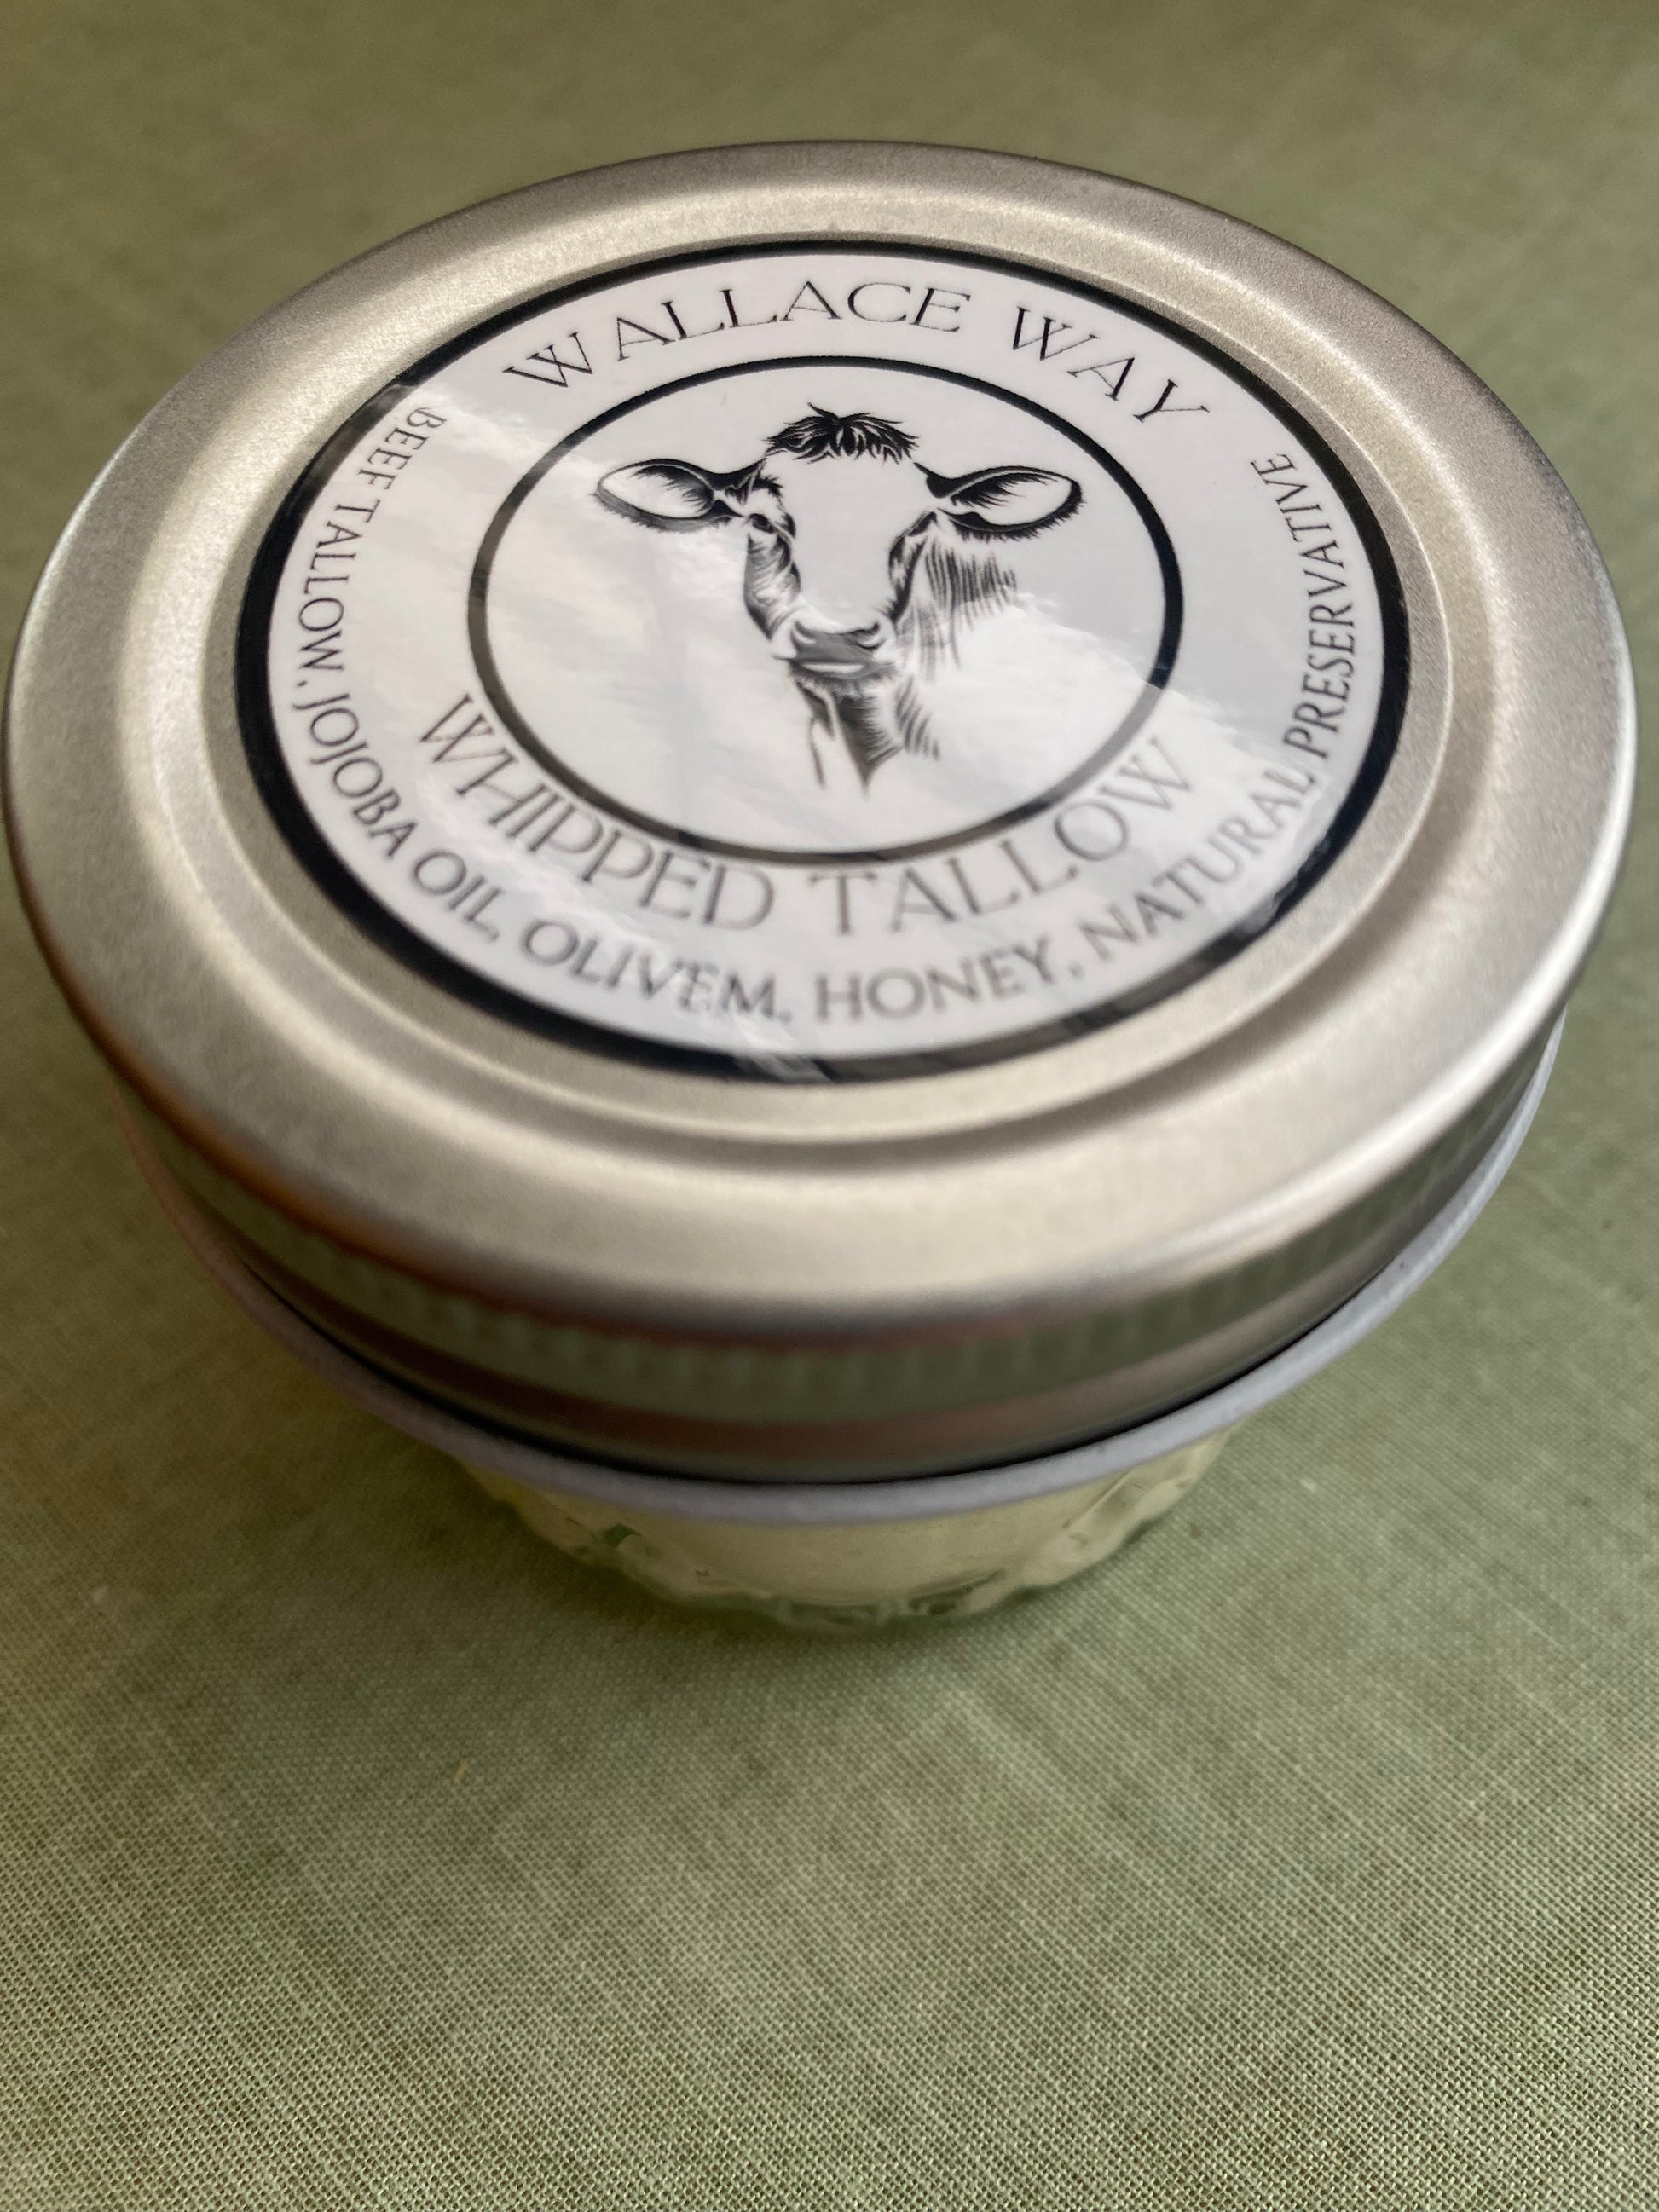 WALLACE WAY
WHIPPED TALLOW
BEEF TALLOW, JOJOBA OIL, OLIVEM, HONEY, NATURAL PRESERVATIVE